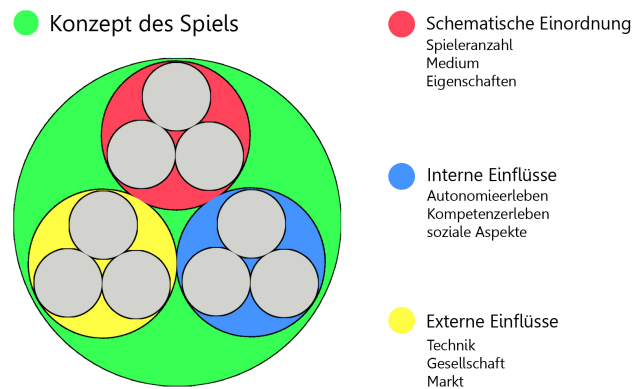 Konzept des Spiels
Schematische Einordnung
Spieleranzahl
Medium
Eigenschaften
Interne Einflüsse
Autonomieerleben
Kompetenzerleben
soziale Aspekte
Externe Einflüsse
Technik
Gesellschaft
Markt